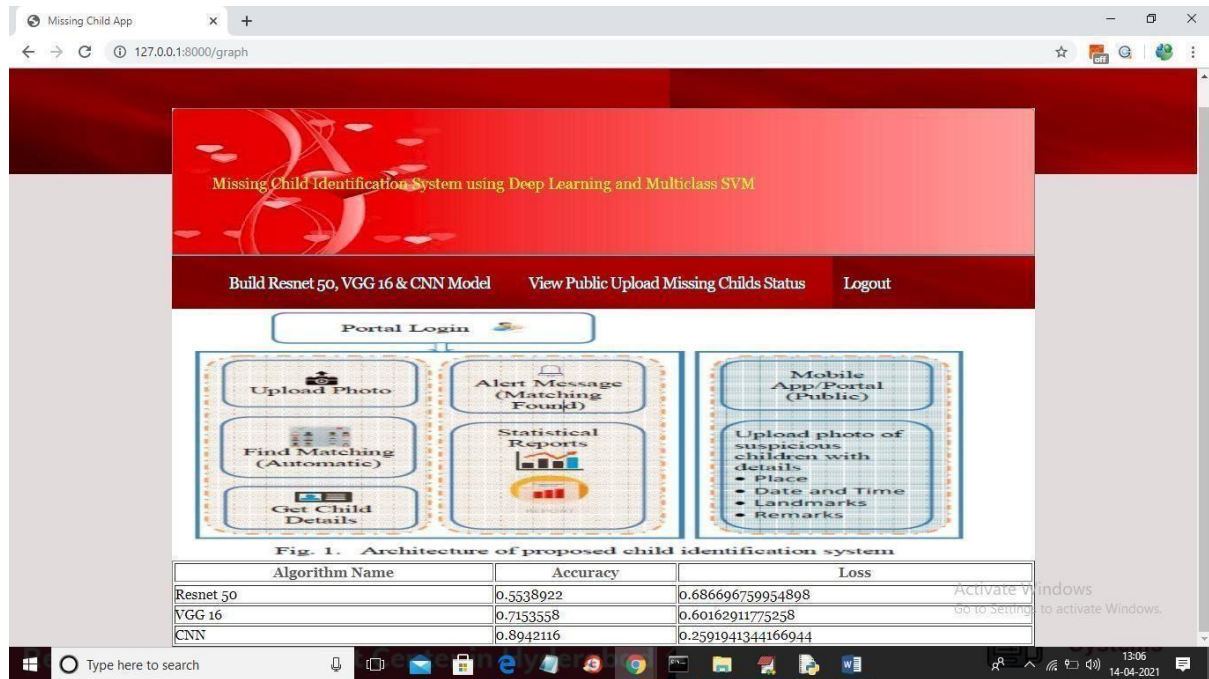 Missing Child App
127.0.0.1:8000/graph
off
Missing Child Identification System using Deep Learning and Multiclass SVM
Build Resnet 50, VGG 16 & CNN Model View Public Upload Missing Childs Status Logout
Portal Login
Upload Photo
Find Matching
(Automatic)
Get Child
Details
Alert Message
(Matching
Found)
Statistical
Reports
REPORT
Mobile
App/Portal
(Public)
Upload photo of
suspicious
children with
details
• Place
• Date and Time
• Landmarks
• Remarks
Fig. 1. Architecture of proposed child identification system
Algorithm Name Accuracy Loss
Resnet 50 0.5538922 0.686696759954898
VGG 16 0.7153558 0.60162911775258
CNN 0.8942116 0.2591941344166944
Activate Windows
Go to Settings to activate Windows.
Systems
Type here to search
13:06
14-04-2021